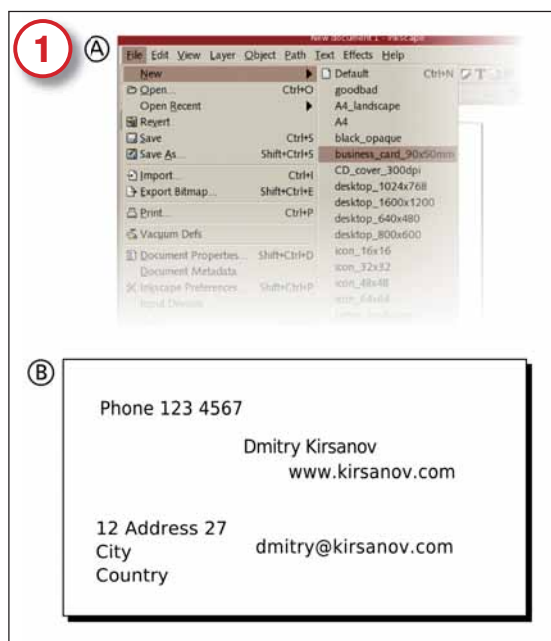 1
A
New document 1 - Inkscape
File Edit View Layer Object Path Text Effects Help
New
Open... Ctrl+O
Open Recent
Revert
Save Ctrl+S
Save As... Shift+Ctrl+S
Import... Ctrl+I
Export Bitmap... Shift+Ctrl+E
Print... Ctrl+P
Vacuum Defs
Document Properties... Shift+Ctrl+D
Document Metadata...
Inkscape Preferences... Shift+Ctrl+P
Input Devices...
Default Ctrl+N
goodbad
A4_landscape
A4
black_opaque
business_card_90x50mm
CD_cover_300dpi
desktop_1024x768
desktop_1600x1200
desktop_640x480
desktop_800x600
icon_16x16
icon_32x32
icon_48x48
icon_64x64
B
Phone 123 4567
Dmitry Kirsanov
www.kirsanov.com
12 Address 27
City
Country
dmitry@kirsanov.com